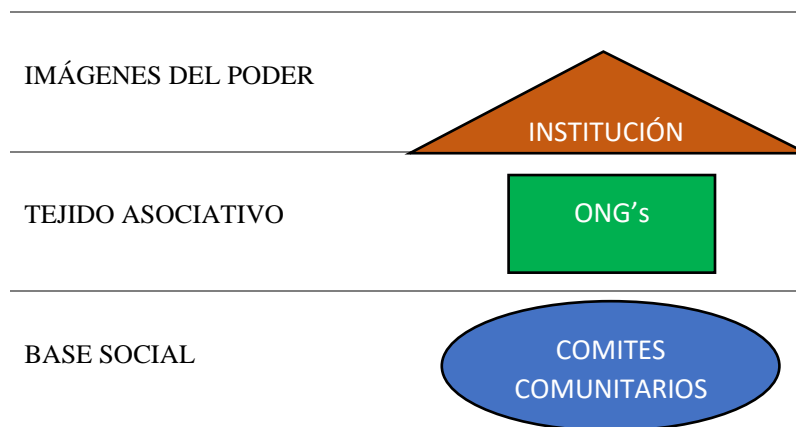 IMÁGENES DEL PODER
INSTITUCIÓN
TEJIDO ASOCIATIVO
ONG’s
BASE SOCIAL
COMITES
COMUNITARIOS